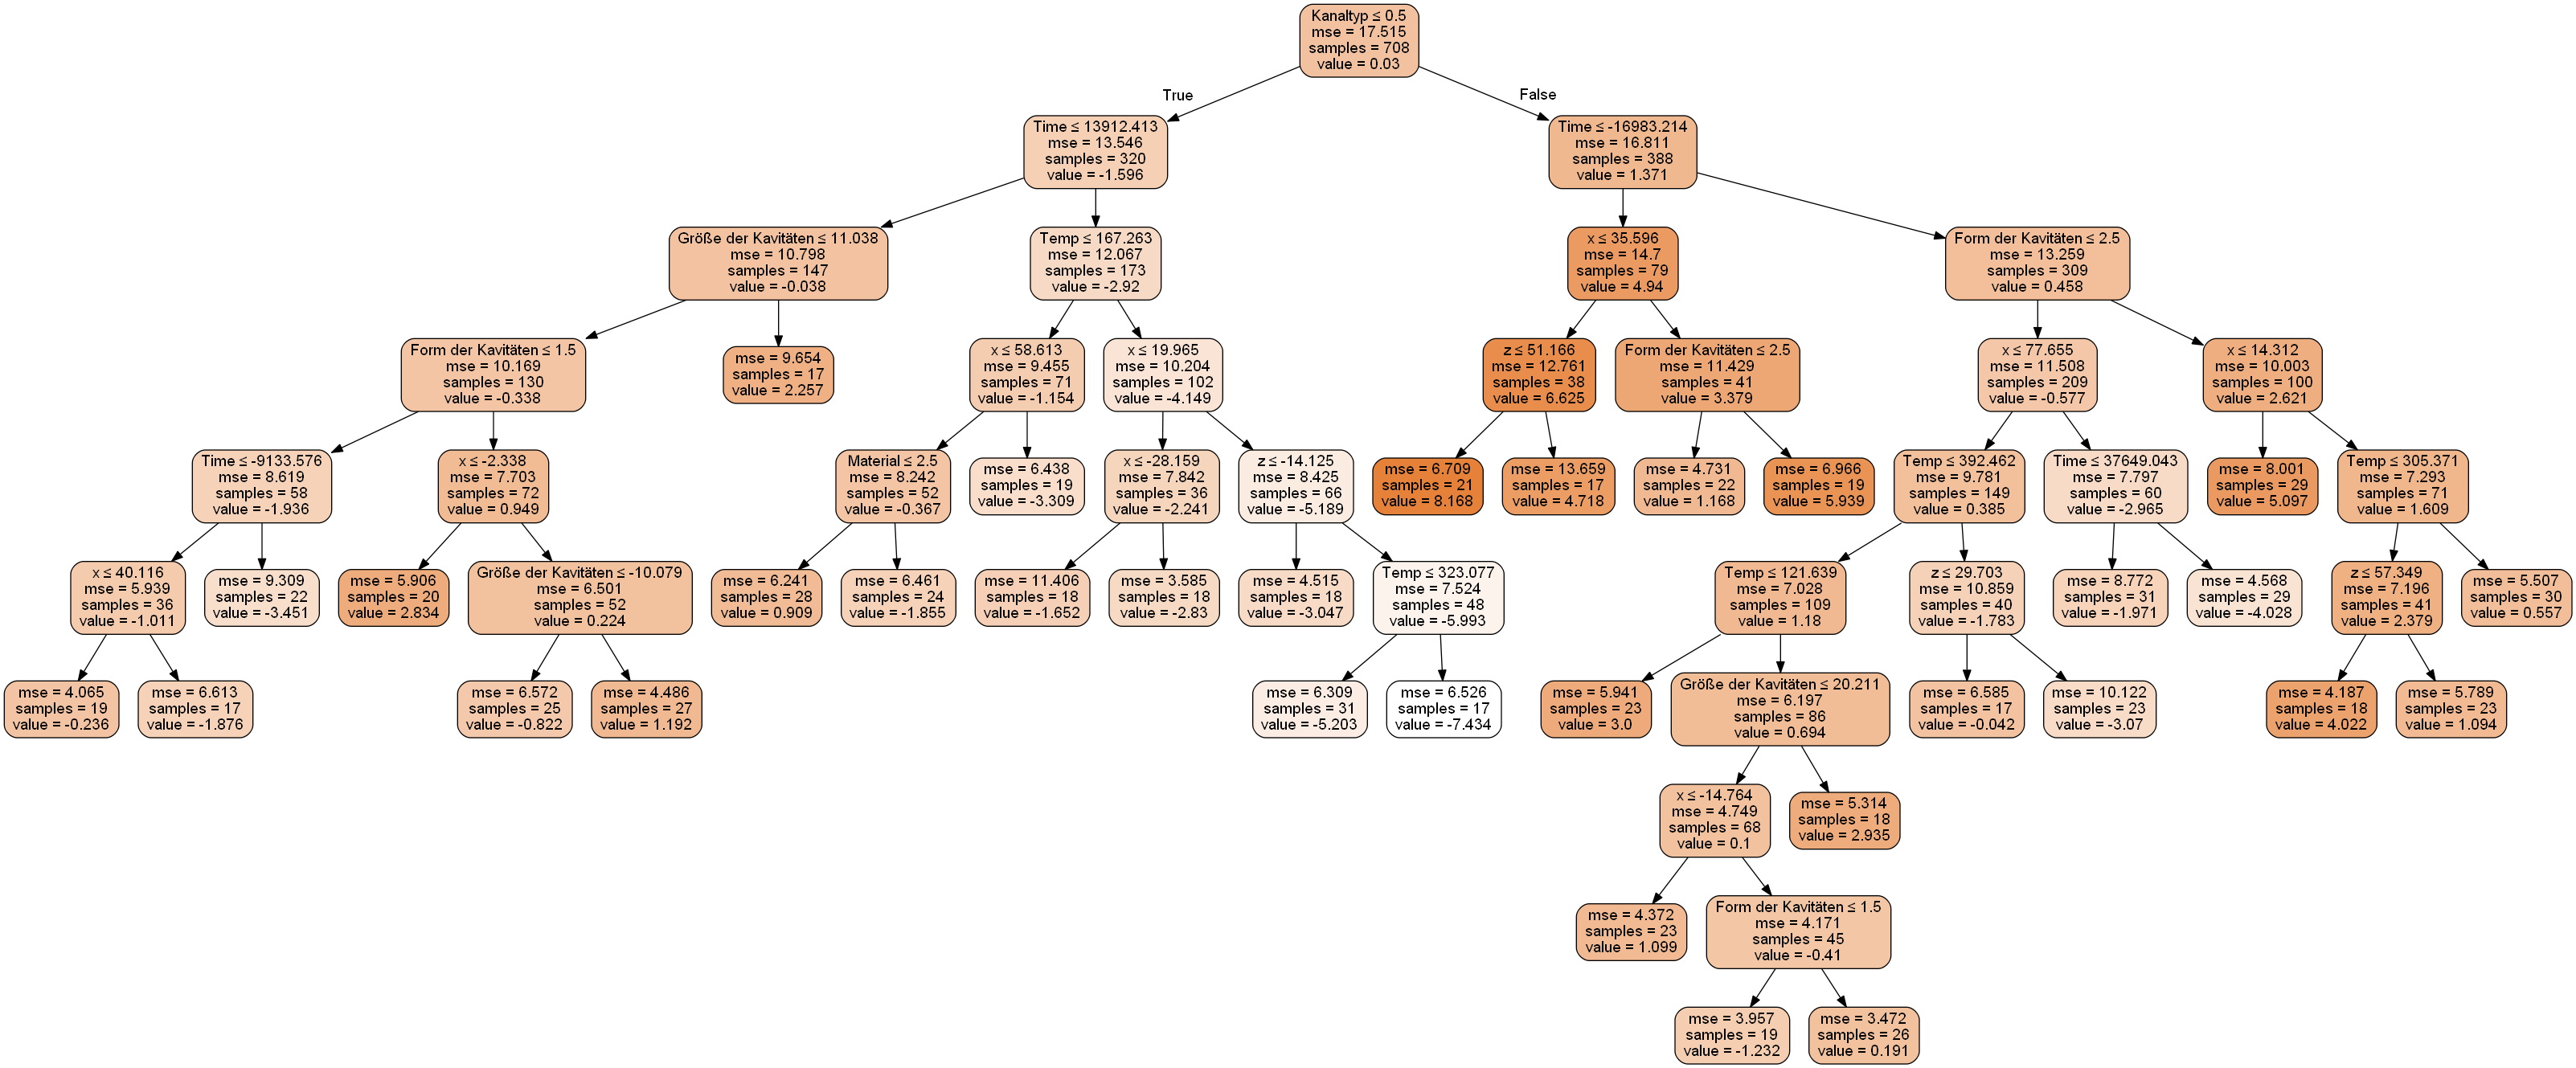 Kanaltyp ≤ 0.5
mse = 17.515
samples = 708
value = 0.03
True
False
Time ≤ 13912.413
mse = 13.546
samples = 320
value = -1.596
Time ≤ -16983.214
mse = 16.811
samples = 388
value = 1.371
Größe der Kavitäten ≤ 11.038
mse = 10.798
samples = 147
value = -0.038
Temp ≤ 167.263
mse = 12.067
samples = 173
value = -2.92
x ≤ 35.596
mse = 14.7
samples = 79
value = 4.94
Form der Kavitäten ≤ 2.5
mse = 13.259
samples = 309
value = 0.458
Form der Kavitäten ≤ 1.5
mse = 10.169
samples = 130
value = -0.338
mse = 9.654
samples = 17
value = 2.257
x ≤ 58.613
mse = 9.455
samples = 71
value = -1.154
x ≤ 19.965
mse = 10.204
samples = 102
value = -4.149
z ≤ 51.166
mse = 12.761
samples = 38
value = 6.625
Form der Kavitäten ≤ 2.5
mse = 11.429
samples = 41
value = 3.379
x ≤ 77.655
mse = 11.508
samples = 209
value = -0.577
x ≤ 14.312
mse = 10.003
samples = 100
value = 2.621
Time ≤ -9133.576
mse = 8.619
samples = 58
value = -1.936
x ≤ -2.338
mse = 7.703
samples = 72
value = 0.949
Material ≤ 2.5
mse = 8.242
samples = 52
value = -0.367
mse = 6.438
samples = 19
value = -3.309
x ≤ -28.159
mse = 7.842
samples = 36
value = -2.241
z ≤ -14.125
mse = 8.425
samples = 66
value = -5.189
mse = 6.709
samples = 21
value = 8.168
mse = 13.659
samples = 17
value = 4.718
mse = 4.731
samples = 22
value = 1.168
mse = 6.966
samples = 19
value = 5.939
Temp ≤ 392.462
mse = 9.781
samples = 149
value = 0.385
Time ≤ 37649.043
mse = 7.797
samples = 60
value = -2.965
mse = 8.001
samples = 29
value = 5.097
Temp ≤ 305.371
mse = 7.293
samples = 71
value = 1.609
x ≤ 40.116
mse = 5.939
samples = 36
value = -1.011
mse = 9.309
samples = 22
value = -3.451
mse = 5.906
samples = 20
value = 2.834
Größe der Kavitäten ≤ -10.079
mse = 6.501
samples = 52
value = 0.224
mse = 6.241
samples = 28
value = 0.909
mse = 6.461
samples = 24
value = -1.855
mse = 11.406
samples = 18
value = -1.652
mse = 3.585
samples = 18
value = -2.83
mse = 4.515
samples = 18
value = -3.047
Temp ≤ 323.077
mse = 7.524
samples = 48
value = -5.993
Temp ≤ 121.639
mse = 7.028
samples = 109
value = 1.18
z ≤ 29.703
mse = 10.859
samples = 40
value = -1.783
mse = 8.772
samples = 31
value = -1.971
mse = 4.568
samples = 29
value = -4.028
z ≤ 57.349
mse = 7.196
samples = 41
value = 2.379
mse = 5.507
samples = 30
value = 0.557
mse = 4.065
samples = 19
value = -0.236
mse = 6.613
samples = 17
value = -1.876
mse = 6.572
samples = 25
value = -0.822
mse = 4.486
samples = 27
value = 1.192
mse = 6.309
samples = 31
value = -5.203
mse = 6.526
samples = 17
value = -7.434
mse = 5.941
samples = 23
value = 3.0
Größe der Kavitäten ≤ 20.211
mse = 6.197
samples = 86
value = 0.694
mse = 6.585
samples = 17
value = -0.042
mse = 10.122
samples = 23
value = -3.07
mse = 4.187
samples = 18
value = 4.022
mse = 5.789
samples = 23
value = 1.094
x ≤ -14.764
mse = 4.749
samples = 68
value = 0.1
mse = 5.314
samples = 18
value = 2.935
mse = 4.372
samples = 23
value = 1.099
Form der Kavitäten ≤ 1.5
mse = 4.171
samples = 45
value = -0.41
mse = 3.957
samples = 19
value = -1.232
mse = 3.472
samples = 26
value = 0.191